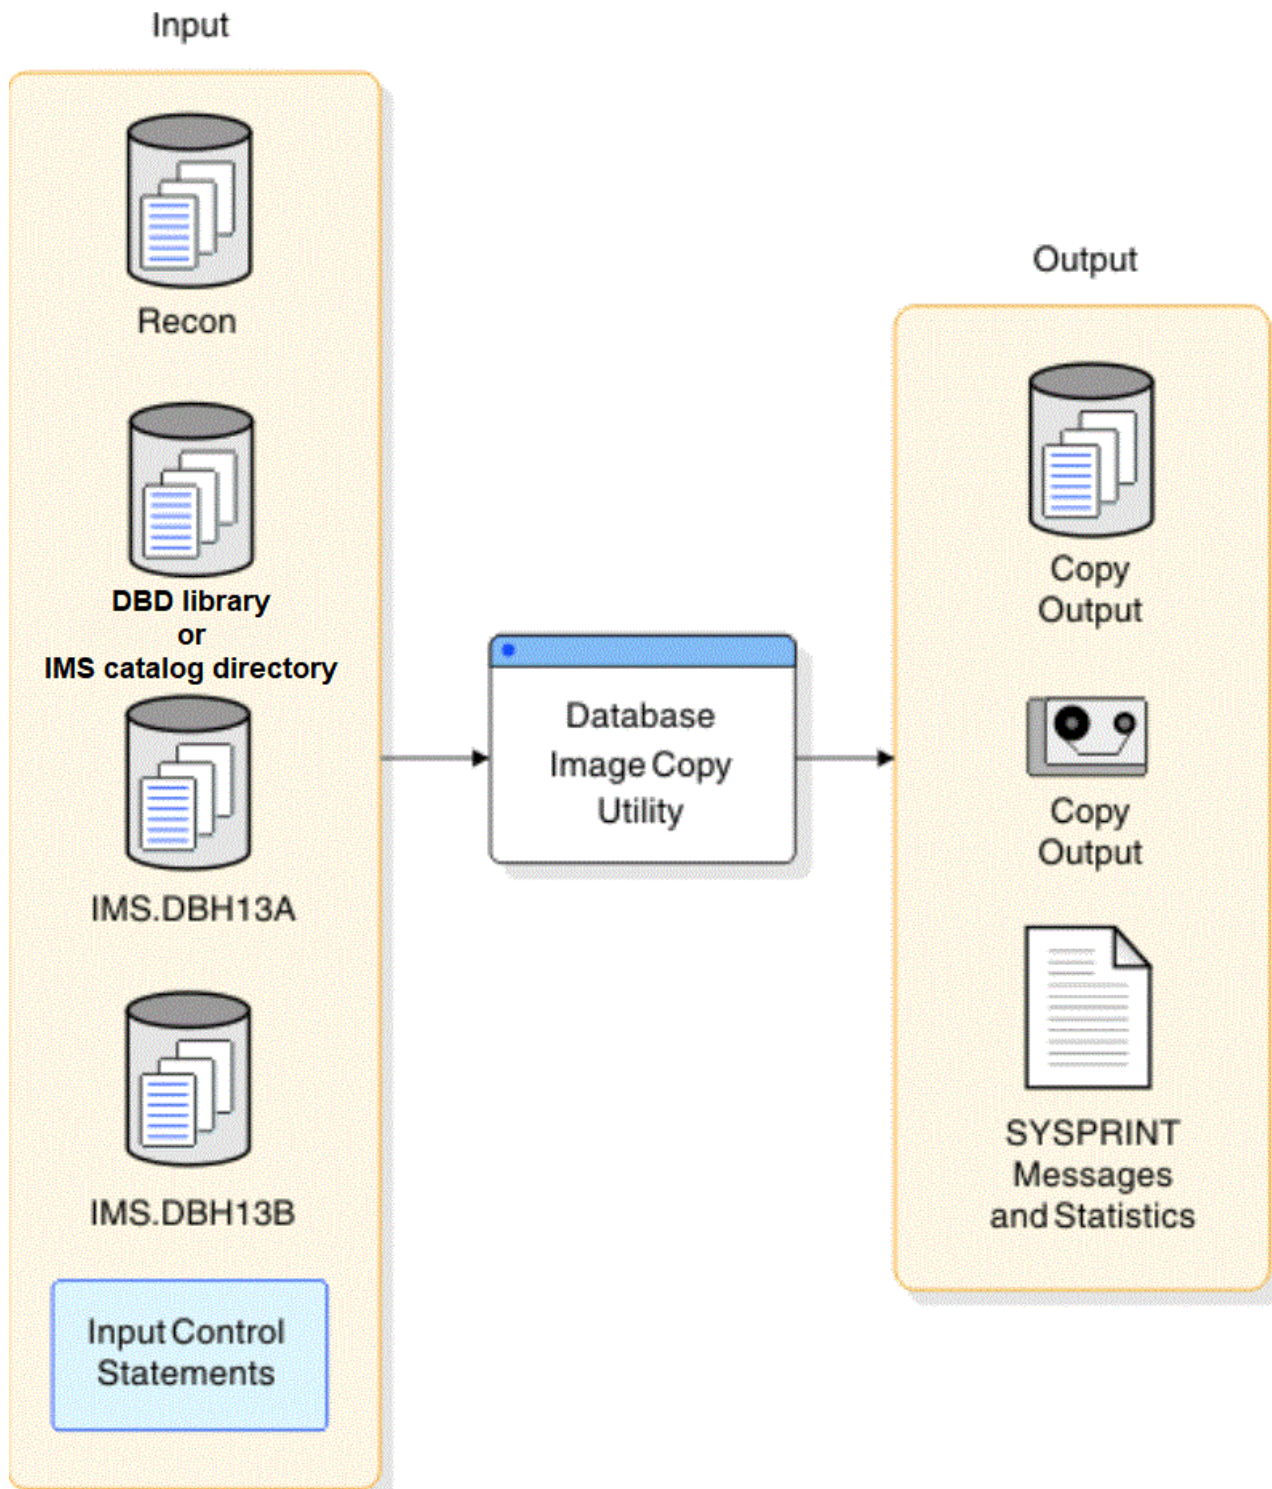 Input
Recon
DBD library
or
IMS catalog directory
IMS.DBH13A
IMS.DBH13B
Input Control
Statements
Database
Image Copy
Utility
Output
Copy
Output
Copy
Output
SYSPRINT
Messages
and Statistics